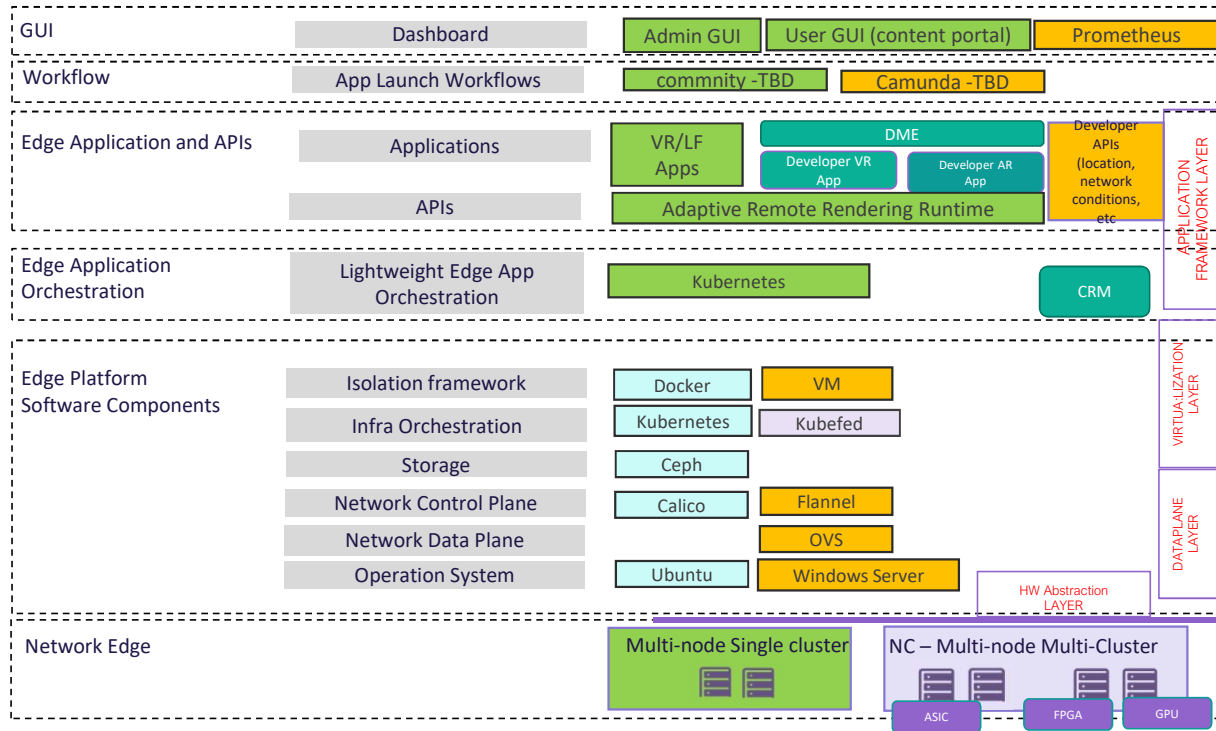 GUI
Dashboard
Admin GUI
User GUI (content portal)
Prometheus
Workflow
App Launch Workflows
commnity -TBD
Camunda -TBD
Edge Application and APIs
Applications
VR/LF
Apps
DME
Developer VR
App
Developer AR
App
Developer
APIs
(location,
network
conditions,
etc
APIs
Adaptive Remote Rendering Runtime
APPLICATION
FRAMEWORK LAYER
Edge Application
Orchestration
Lightweight Edge App
Orchestration
Kubernetes
CRM
Edge Platform
Software Components
Isolation framework
Docker
VM
Infra Orchestration
Kubernetes
Kubefed
Storage
Ceph
Network Control Plane
Calico
Flannel
Network Data Plane
OVS
Operation System
Ubuntu
Windows Server
VIRTUA:LIZATION
LAYER
DATAPLANE
LAYER
HW Abstraction
LAYER
Network Edge
Multi-node Single cluster
NC – Multi-node Multi-Cluster
ASIC
FPGA
GPU